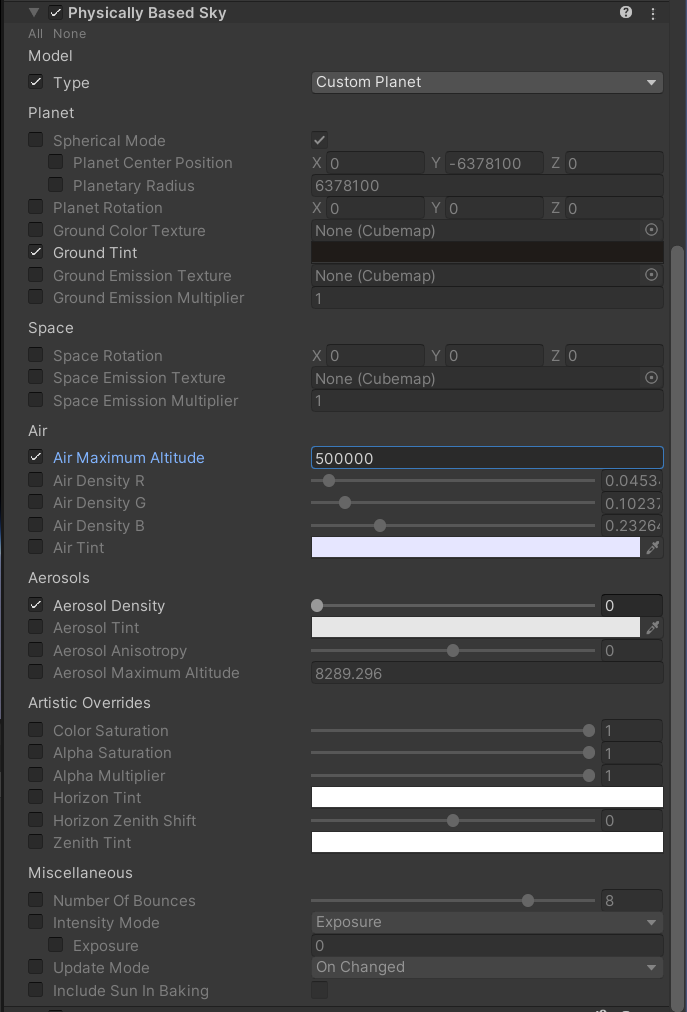 Physically Based Sky
All None
Model
Type Custom Planet
Planet
Spherical Mode
Planet Center Position X 0 Y -6378100 Z 0
Planetary Radius 6378100
Planet Rotation X 0 Y 0 Z 0
Ground Color Texture None (Cubemap)
Ground Tint
Ground Emission Texture None (Cubemap)
Ground Emission Multiplier 1
Space
Space Rotation X 0 Y 0 Z 0
Space Emission Texture None (Cubemap)
Space Emission Multiplier 1
Air
Air Maximum Altitude 500000
Air Density R 0.0453
Air Density G 0.10237
Air Density B 0.23264
Air Tint
Aerosols
Aerosol Density 0
Aerosol Tint
Aerosol Anisotropy 0
Aerosol Maximum Altitude 8289.296
Artistic Overrides
Color Saturation 1
Alpha Saturation 1
Alpha Multiplier 1
Horizon Tint
Horizon Zenith Shift 0
Zenith Tint
Miscellaneous
Number Of Bounces 8
Intensity Mode Exposure
Exposure 0
Update Mode On Changed
Include Sun In Baking